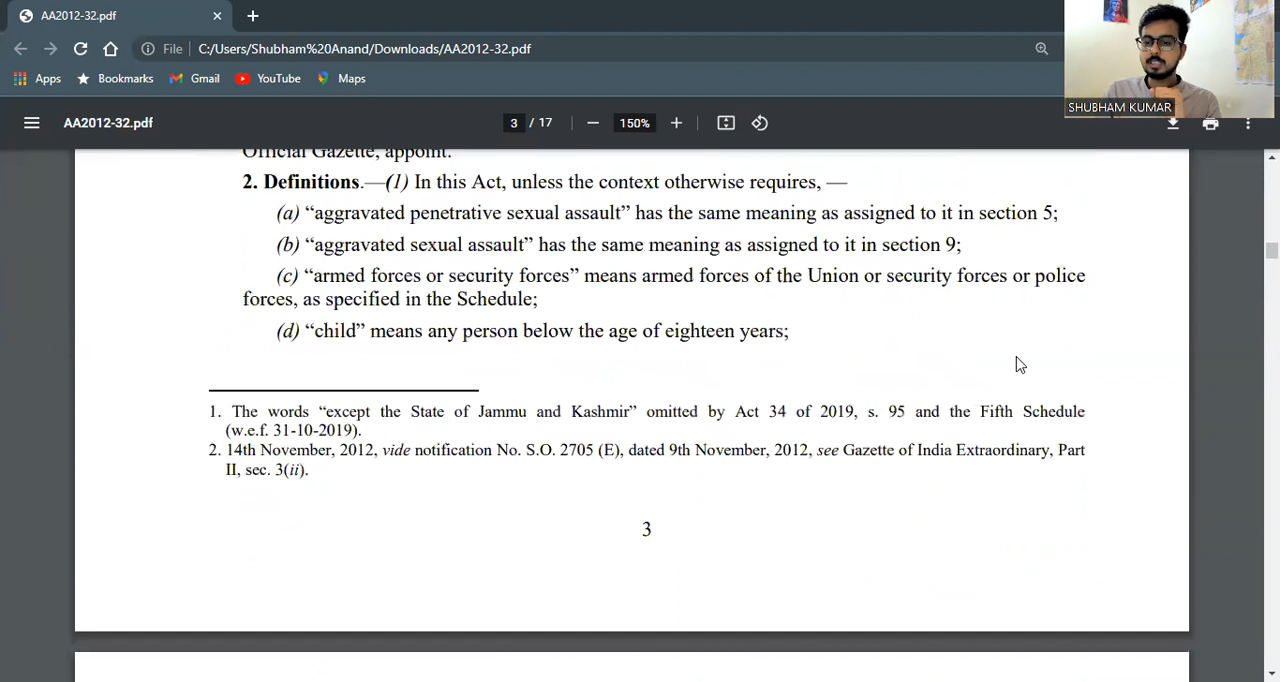 AA2012-32.pdf
File
C:/Users/Shubham%20Anand/Downloads/AA2012-32.pdf
Apps Bookmarks Gmail YouTube Maps
SHUBHAM KUMAR
AA2012-32.pdf
3 / 17
150%
Official Gazette, appoint.
2. Definitions.—(1) In this Act, unless the context otherwise requires, —
(a) “aggravated penetrative sexual assault” has the same meaning as assigned to it in section 5;
(b) “aggravated sexual assault” has the same meaning as assigned to it in section 9;
(c) “armed forces or security forces” means armed forces of the Union or security forces or police
forces, as specified in the Schedule;
(d) “child” means any person below the age of eighteen years;
1. The words “except the State of Jammu and Kashmir” omitted by Act 34 of 2019, s. 95 and the Fifth Schedule
(w.e.f. 31-10-2019).
2. 14th November, 2012, vide notification No. S.O. 2705 (E), dated 9th November, 2012, see Gazette of India Extraordinary, Part
II, sec. 3(ii).
3